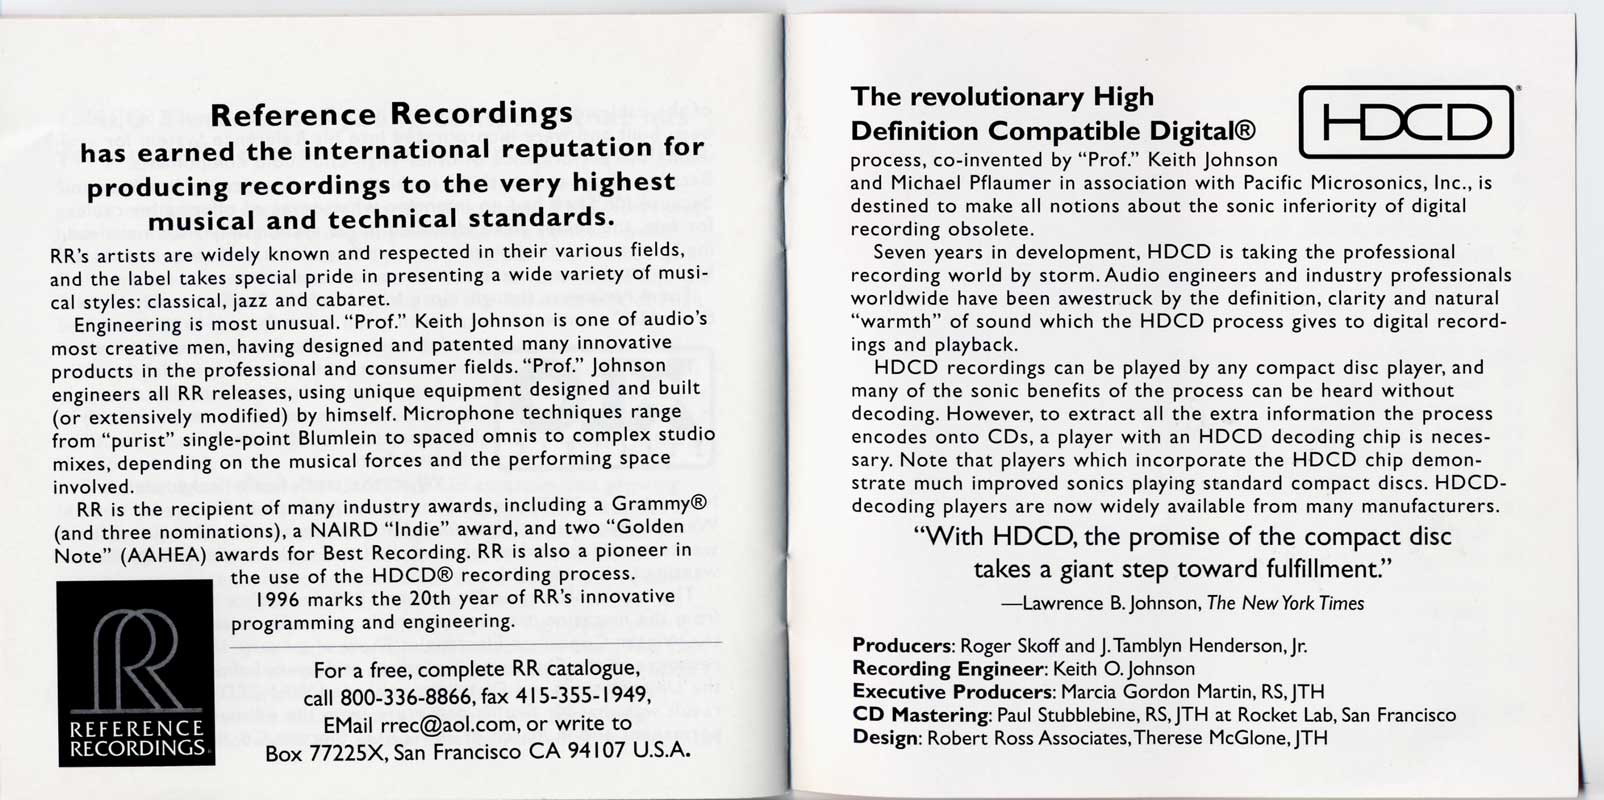 Reference Recordings
has earned the international reputation for
producing recordings to the very highest
musical and technical standards.
RR's artists are widely known and respected in their various fields,
and the label takes special pride in presenting a wide variety of musi-
cal styles: classical, jazz and cabaret.
Engineering is most unusual. “Prof.” Keith Johnson is one of audio's
most creative men, having designed and patented many innovative
products in the professional and consumer fields. “Prof.” Johnson
engineers all RR releases, using unique equipment designed and built
(or extensively modified) by himself. Microphone techniques range
from “purist” single-point Blumlein to spaced omnis to complex studio
mixes, depending on the musical forces and the performing space
involved.
RR is the recipient of many industry awards, including a Grammy®
(and three nominations), a NAIRD “Indie” award, and two “Golden
Note” (AAHEA) awards for Best Recording. RR is also a pioneer in
the use of the HDCD® recording process.
1996 marks the 20th year of RR's innovative
programming and engineering.
R
REFERENCE
RECORDINGS®
For a free, complete RR catalogue,
call 800-336-8866, fax 415-355-1949,
EMail rrec@aol.com, or write to
Box 77225X, San Francisco CA 94107 U.S.A.
The revolutionary High
Definition Compatible Digital®
HDCD®
process, co-invented by “Prof.” Keith Johnson
and Michael Pflaumer in association with Pacific Microsonics, Inc., is
destined to make all notions about the sonic inferiority of digital
recording obsolete.
Seven years in development, HDCD is taking the professional
recording world by storm. Audio engineers and industry professionals
worldwide have been awestruck by the definition, clarity and natural
“warmth” of sound which the HDCD process gives to digital record-
ings and playback.
HDCD recordings can be played by any compact disc player, and
many of the sonic benefits of the process can be heard without
decoding. However, to extract all the extra information the process
encodes onto CDs, a player with an HDCD decoding chip is neces-
sary. Note that players which incorporate the HDCD chip demon-
strate much improved sonics playing standard compact discs. HDCD-
decoding players are now widely available from many manufacturers.
“With HDCD, the promise of the compact disc
takes a giant step toward fulfillment.”
—Lawrence B. Johnson, The New York Times
Producers: Roger Skoff and J. Tamblyn Henderson, Jr.
Recording Engineer: Keith O. Johnson
Executive Producers: Marcia Gordon Martin, RS, JTH
CD Mastering: Paul Stubblebine, RS, JTH at Rocket Lab, San Francisco
Design: Robert Ross Associates, Therese McGlone, JTH